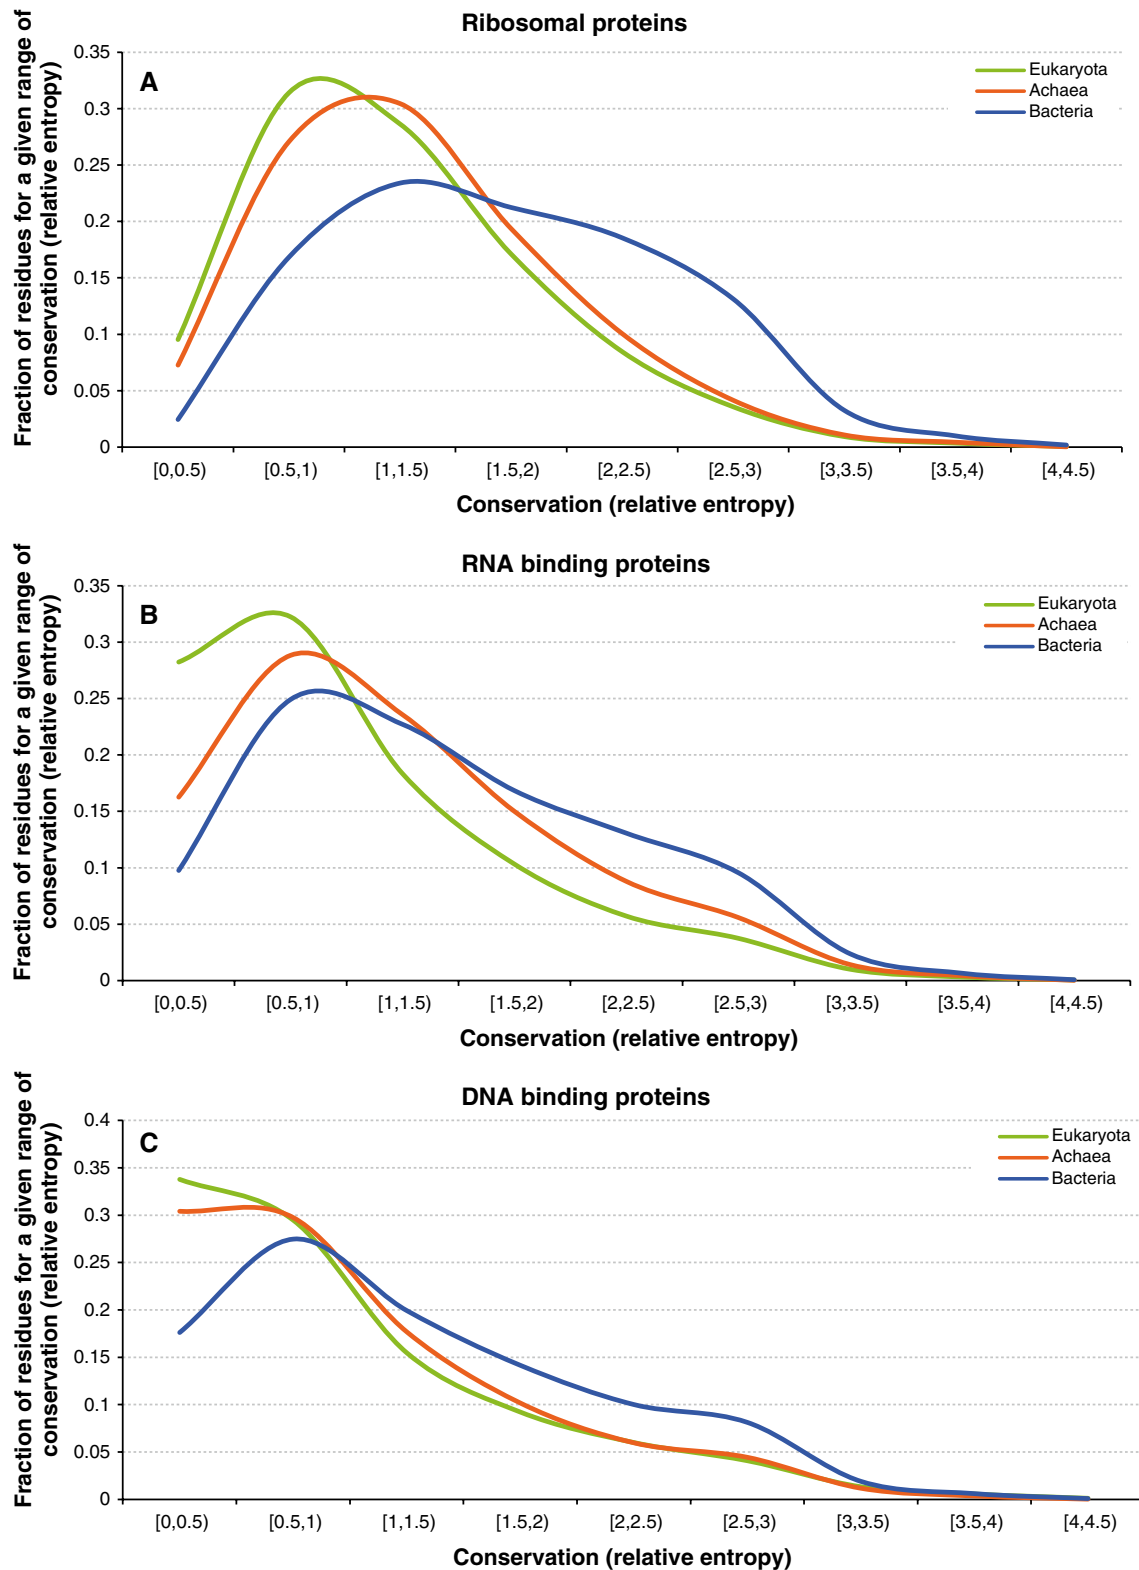 Ribosomal proteins
Fraction of residues for a given range of
conservation (relative entropy)
A
Eukaryota
Achaea
Bacteria
0.35
0.3
0.25
0.2
0.15
0.1
0.05
0
[0,0.5) [0.5,1) [1,1.5) [1.5,2) [2,2.5) [2.5,3) [3,3.5) [3.5,4) [4,4.5)
Conservation (relative entropy)
RNA binding proteins
Fraction of residues for a given range of
conservation (relative entropy)
B
Eukaryota
Achaea
Bacteria
0.35
0.3
0.25
0.2
0.15
0.1
0.05
0
[0,0.5) [0.5,1) [1,1.5) [1.5,2) [2,2.5) [2.5,3) [3,3.5) [3.5,4) [4,4.5)
Conservation (relative entropy)
DNA binding proteins
Fraction of residues for a given range of
conservation (relative entropy)
C
Eukaryota
Achaea
Bacteria
0.4
0.35
0.3
0.25
0.2
0.15
0.1
0.05
0
[0,0.5) [0.5,1) [1,1.5) [1.5,2) [2,2.5) [2.5,3) [3,3.5) [3.5,4) [4,4.5)
Conservation (relative entropy)